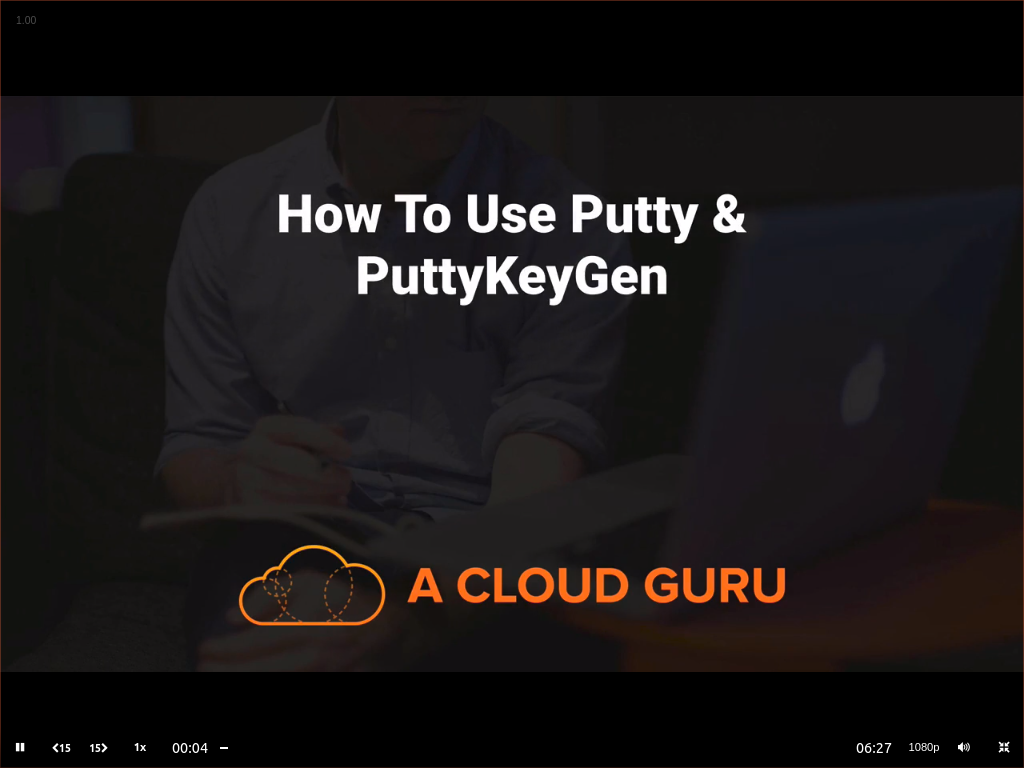 1.00
How To Use Putty &
PuttyKeyGen
A CLOUD GURU
15 15 1x 00:04 06:27 1080p